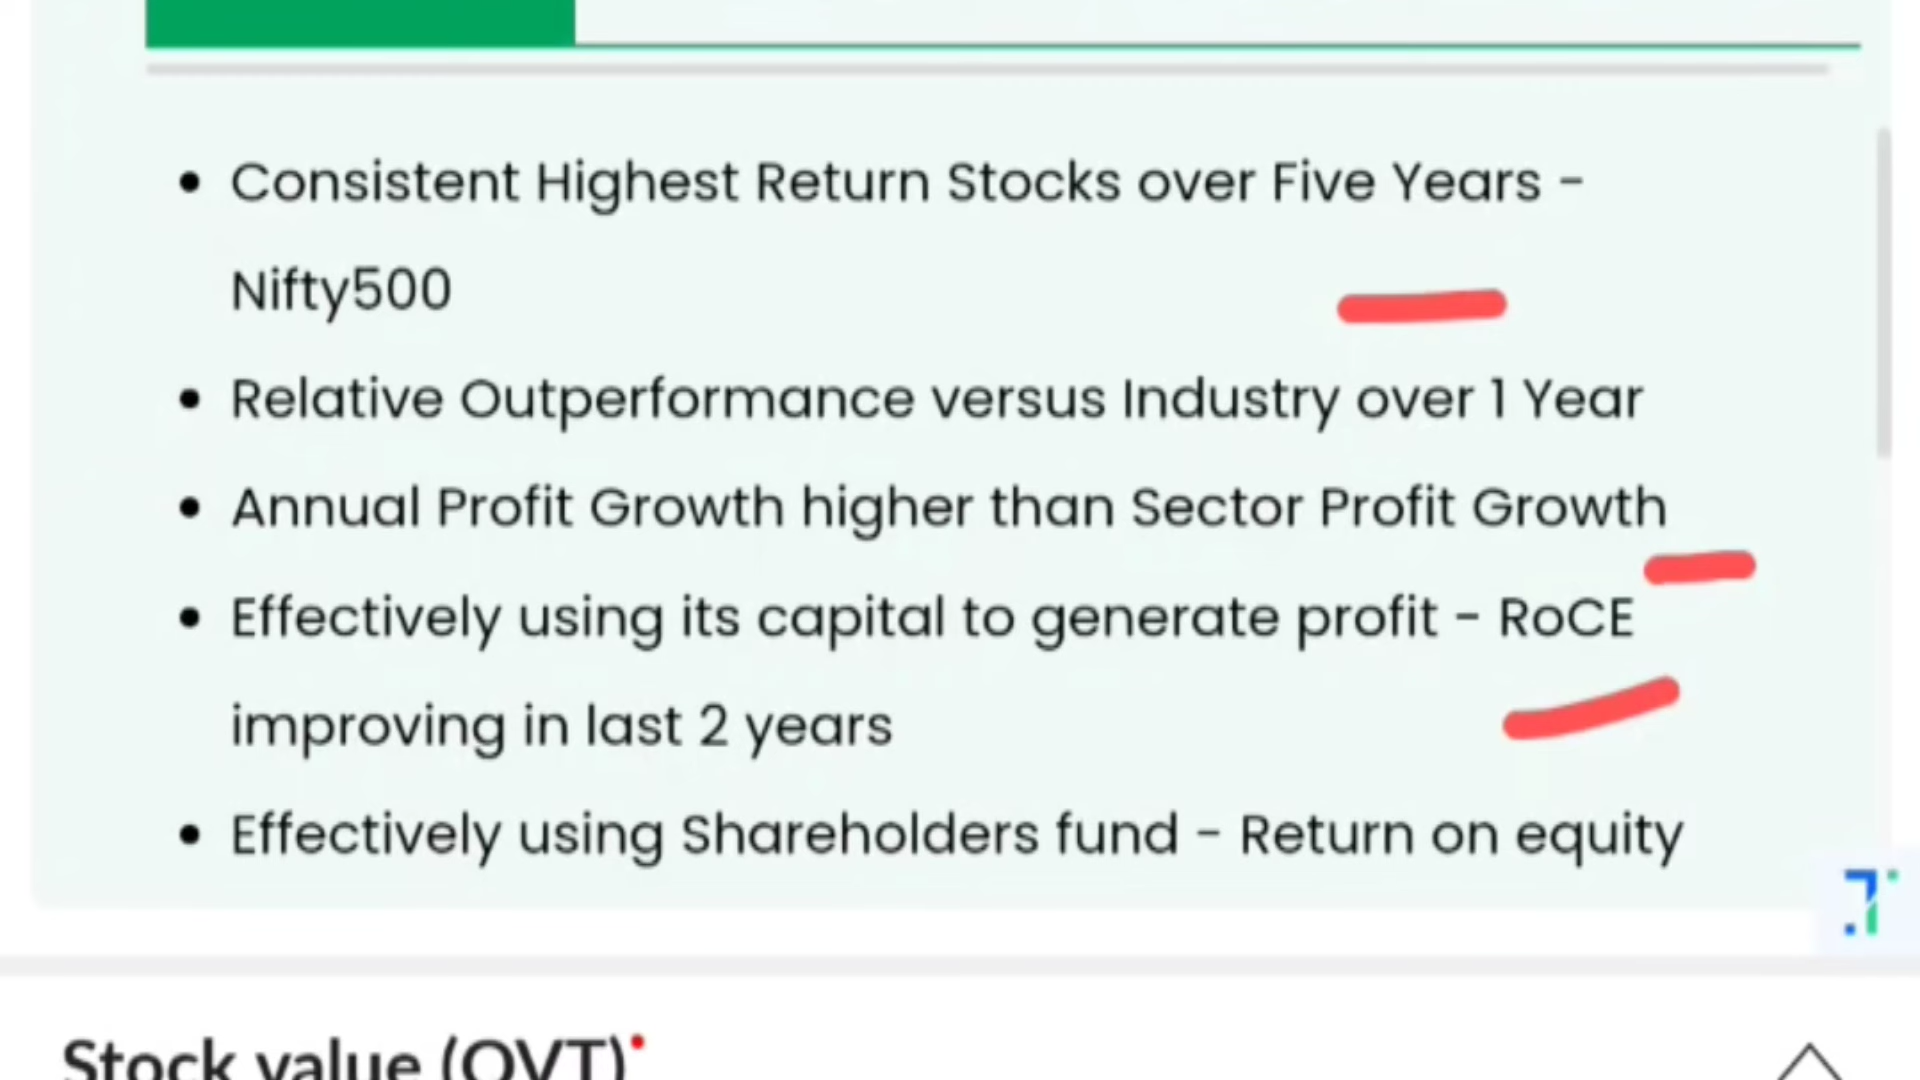 • Consistent Highest Return Stocks over Five Years -
Nifty500
• Relative Outperformance versus Industry over 1 Year
• Annual Profit Growth higher than Sector Profit Growth
• Effectively using its capital to generate profit - RoCE
improving in last 2 years
• Effectively using Shareholders fund - Return on equity
Stock value (QVT)